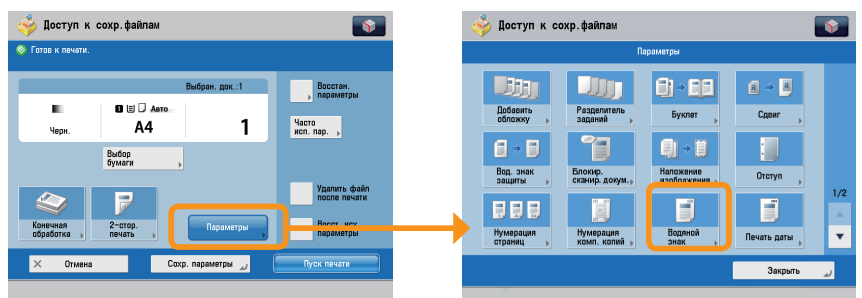 Доступ к сохр.файлам
Готов к печати.
Выбран. док.:1
Авто
Черн.
A4
1
Выбор
бумаги
Конечная
обработка
2-стор.
печать
Параметры
Восстан.
параметры
Часто
исп. пар.
Удалить файл
после печати
Восст. исх.
параметры
Отмена
Сохр. параметры
Пуск печати
Доступ к сохр.файлам
Параметры
Добавить
обложку
Разделитель
заданий
Буклет
Сдвиг
Вод. знак
защиты
Блокир.
сканир. докум.
Наложение
изображения
Отступ
Нумерация
страниц
Нумерация
комп. копий
Водяной
знак
Печать даты
1/2
Закрыть